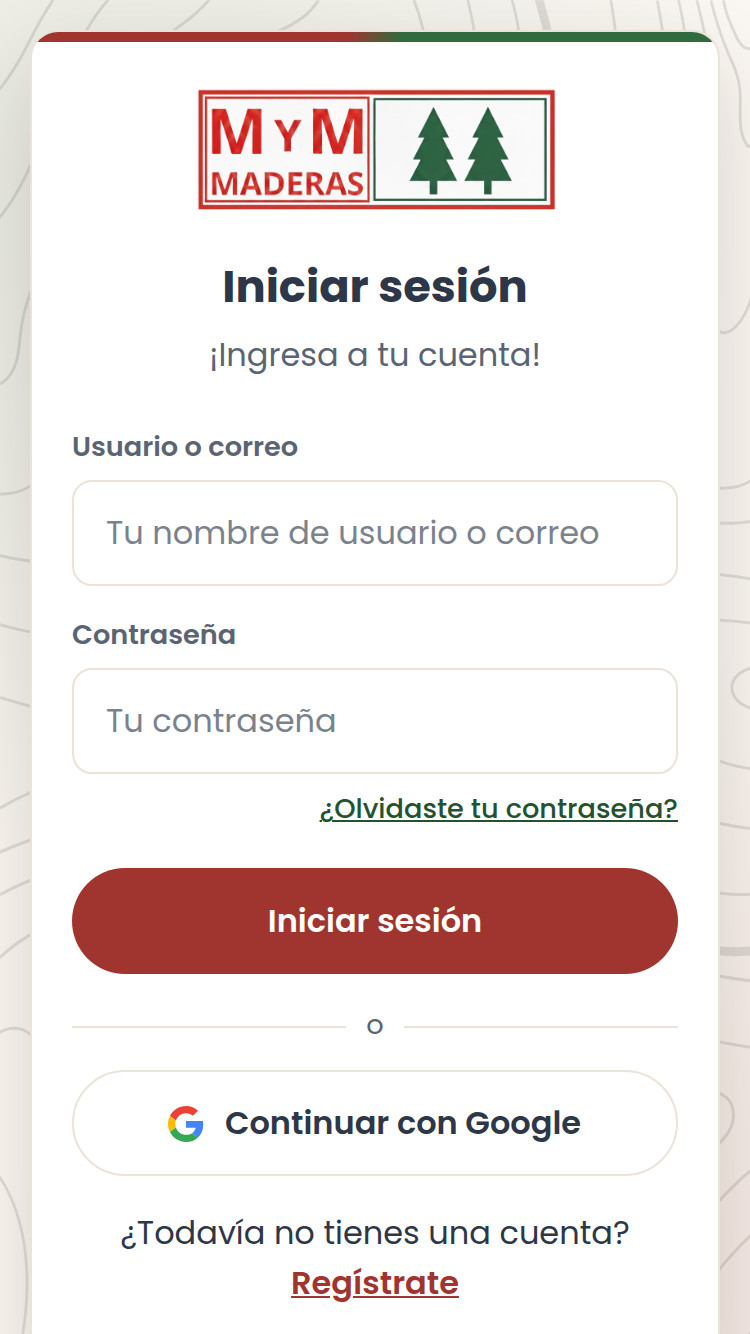 M Y M
MADERAS
Iniciar sesión
¡Ingresa a tu cuenta!
Usuario o correo
Tu nombre de usuario o correo
Contraseña
Tu contraseña
¿Olvidaste tu contraseña?
Iniciar sesión
o
Continuar con Google
¿Todavía no tienes una cuenta?
Regístrate